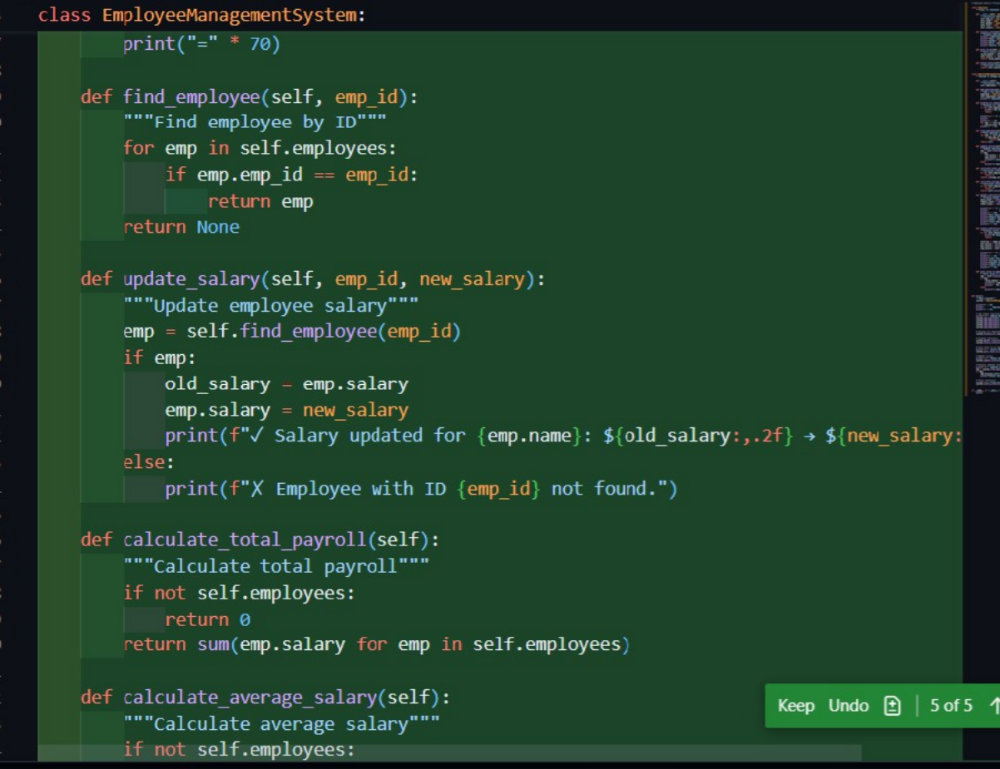 class EmployeeManagementSystem:
        print("=" * 70)
    def find_employee(self, emp_id):
        """Find employee by ID"""
        for emp in self.employees:
            if emp.emp_id == emp_id:
                return emp
        return None
    def update_salary(self, emp_id, new_salary):
        """Update employee salary"""
        emp = self.find_employee(emp_id)
        if emp:
            old_salary = emp.salary
            emp.salary = new_salary
            print(f"✓ Salary updated for {emp.name}: ${old_salary:,.2f} → ${new_salary:
        else:
            print(f"✗ Employee with ID {emp_id} not found.")
    def calculate_total_payroll(self):
        """Calculate total payroll"""
        if not self.employees:
            return 0
        return sum(emp.salary for emp in self.employees)
    def calculate_average_salary(self):
        """Calculate average salary"""
        if not self.employees:
Keep Undo 5 of 5 ↑